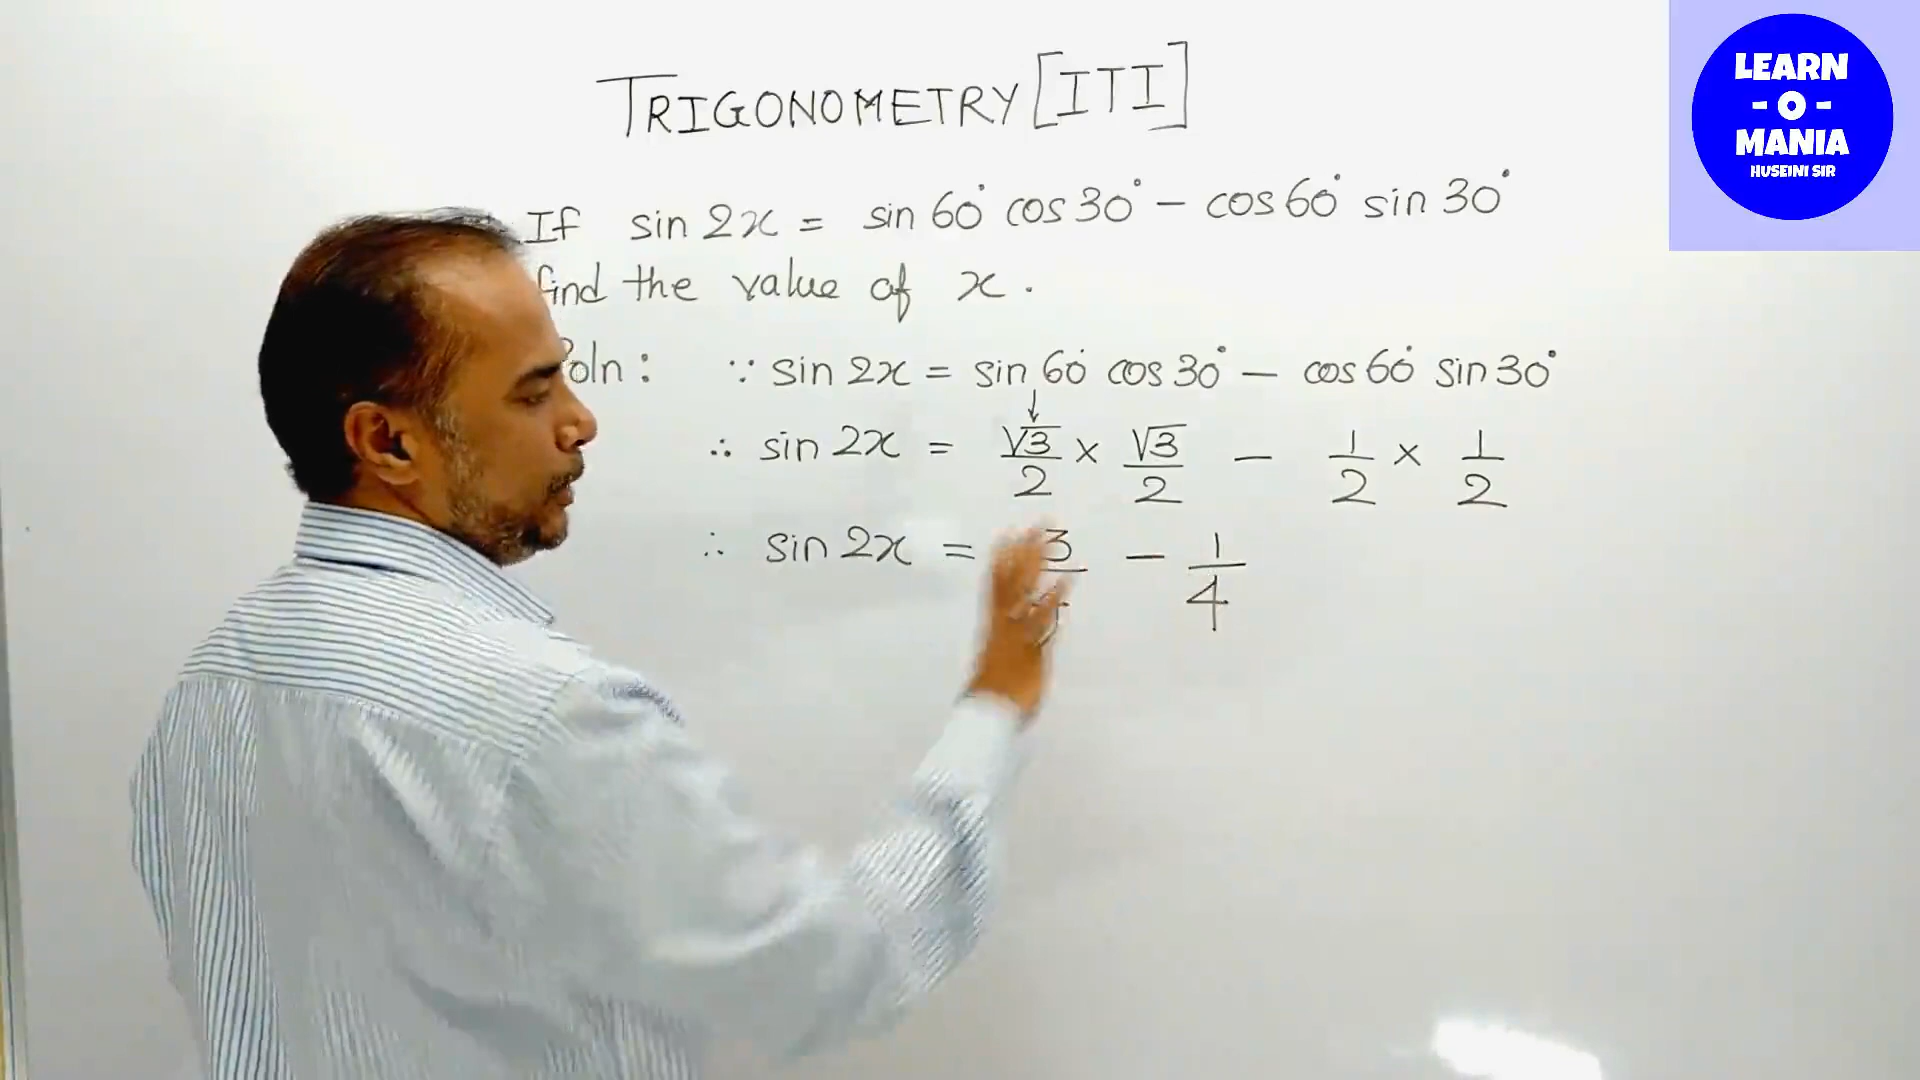 TRIGONOMETRY [ITI]
LEARN
-O-
MANIA
HUSEINI SIR
If sin 2x = sin 60° cos 30° − cos 60° sin 30°
find the value of x.
oln: ∵ sin 2x = sin 60° cos 30° − cos 60° sin 30°
↓
∴ sin 2x = √3/2 × √3/2 − 1/2 × 1/2
∴ sin 2x = 3/ − 1/4